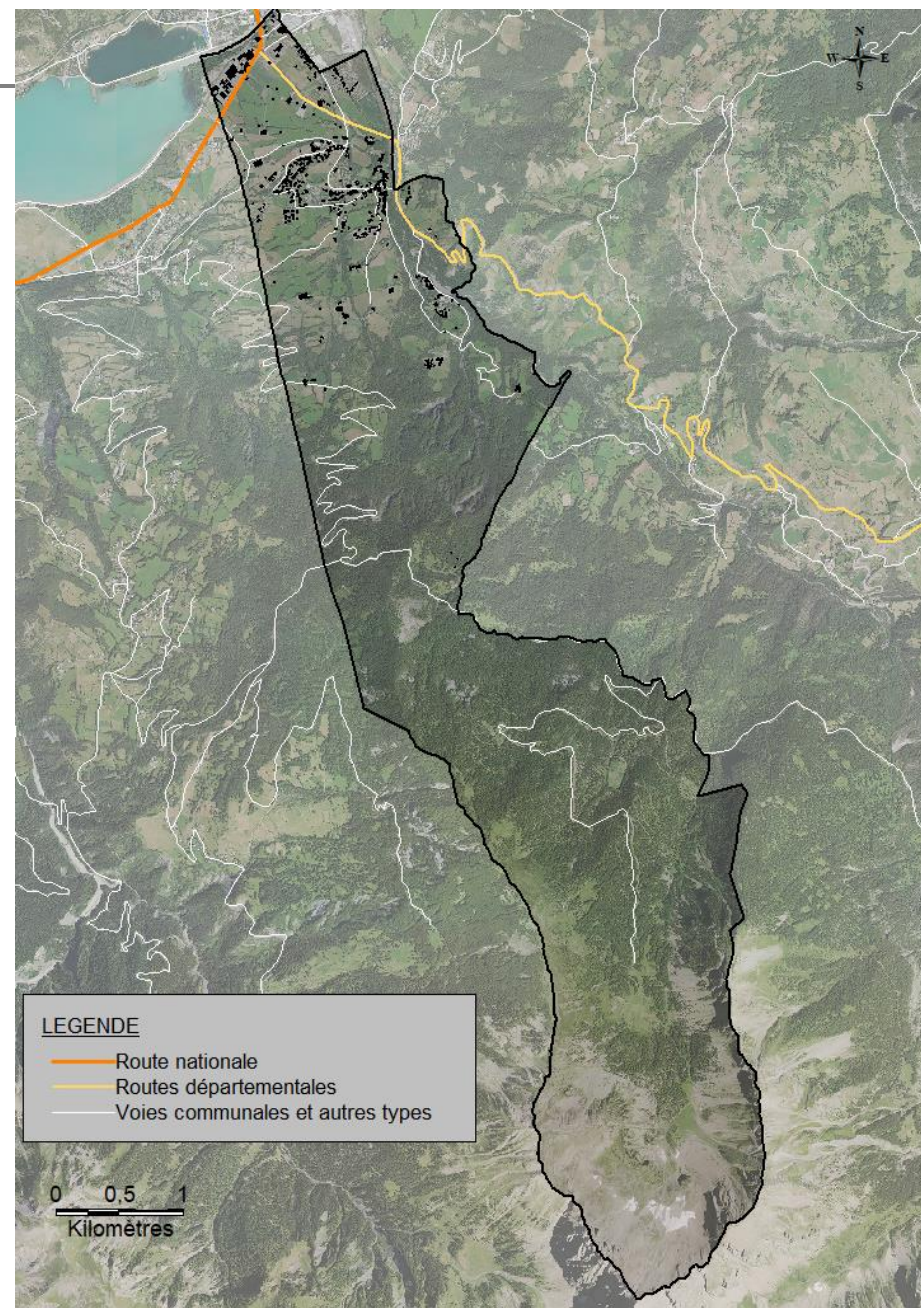 N
W E
S
LEGENDE
Route nationale
Routes départementales
Voies communales et autres types
0 0,5 1
Kilomètres